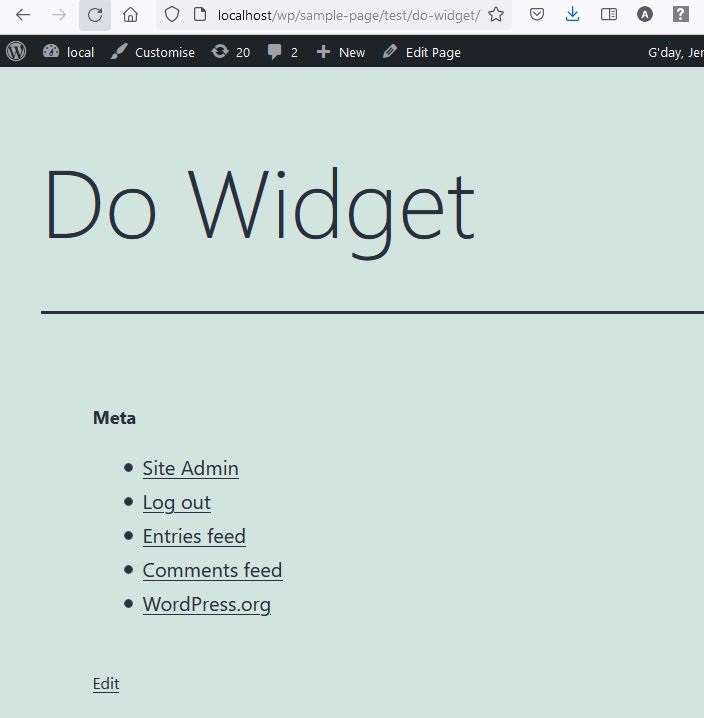 localhost/wp/sample-page/test/do-widget/
local Customise 20 2 New Edit Page G'day, Jer
Do Widget
Meta
Site Admin
Log out
Entries feed
Comments feed
WordPress.org
Edit